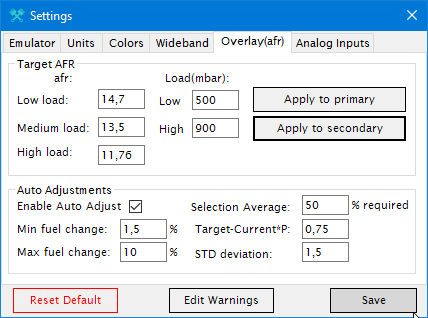 Settings
Emulator Units Colors Wideband Overlay(afr) Analog Inputs
Target AFR
afr: Load(mbar):
Low load: 14,7 Low 500 Apply to primary
Medium load: 13,5 High 900 Apply to secondary
High load: 11,76
Auto Adjustments
Enable Auto Adjust Selection Average: 50 % required
Min fuel change: 1,5 % Target-Current*P: 0,75
Max fuel change: 10 % STD deviation: 1,5
Reset Default Edit Warnings Save